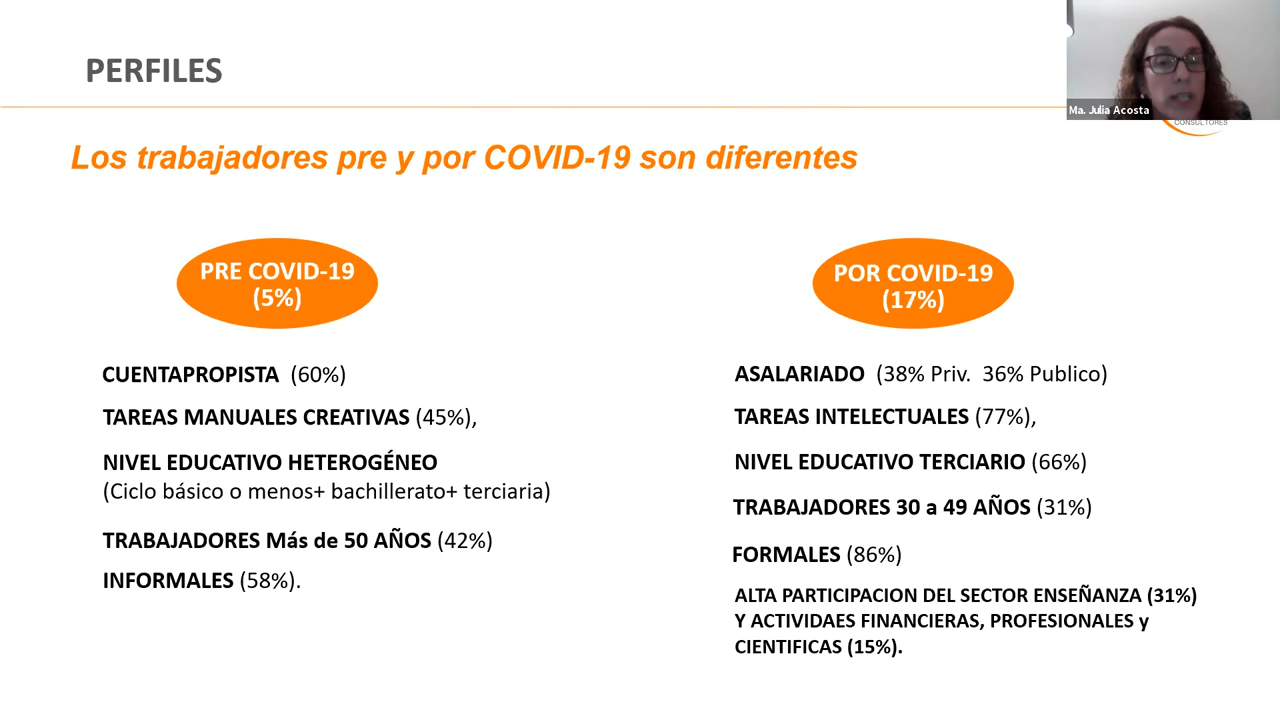 PERFILES
Ma. Julia Acosta
CONSULTORES
Los trabajadores pre y por COVID-19 son diferentes
PRE COVID-19
(5%)
CUENTAPROPISTA (60%)
TAREAS MANUALES CREATIVAS (45%),
NIVEL EDUCATIVO HETEROGÉNEO
(Ciclo básico o menos+ bachillerato+ terciaria)
TRABAJADORES Más de 50 AÑOS (42%)
INFORMALES (58%).
POR COVID-19
(17%)
ASALARIADO (38% Priv. 36% Publico)
TAREAS INTELECTUALES (77%),
NIVEL EDUCATIVO TERCIARIO (66%)
TRABAJADORES 30 a 49 AÑOS (31%)
FORMALES (86%)
ALTA PARTICIPACION DEL SECTOR ENSEÑANZA (31%)
Y ACTIVIDAES FINANCIERAS, PROFESIONALES y
CIENTIFICAS (15%).